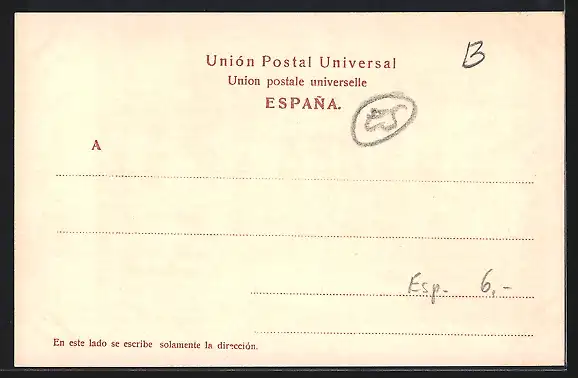 Unión Postal Universal
B
Union postale universelle
ESPAÑA.
A
Esp. 6,-
En este lado se escribe solamente la dirección.